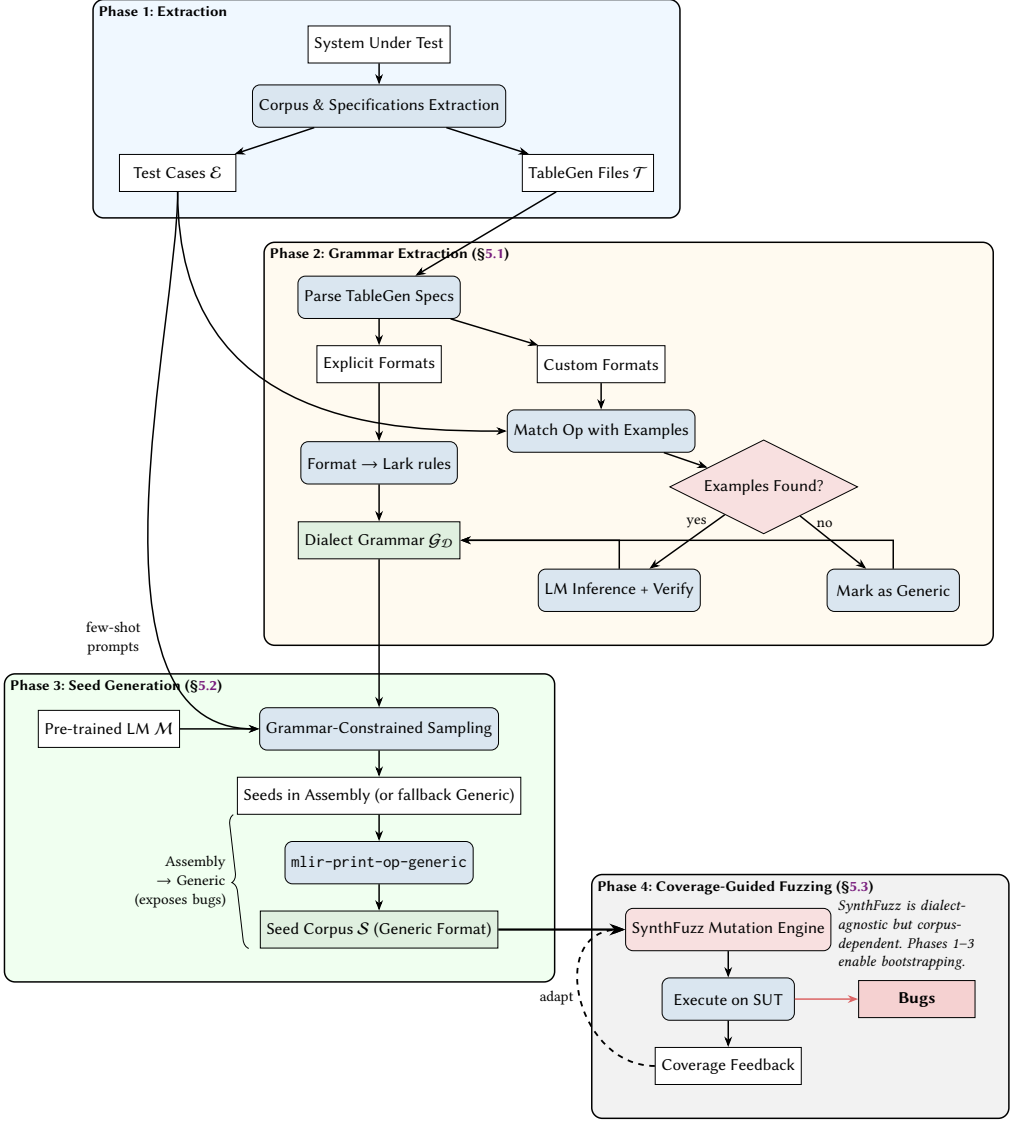 Phase 1: Extraction
System Under Test
Corpus & Specifications Extraction
Test Cases ℰ
TableGen Files 𝒯
Phase 2: Grammar Extraction (§5.1)
Parse TableGen Specs
Explicit Formats
Custom Formats
Match Op with Examples
Format → Lark rules
Examples Found?
yes
no
Dialect Grammar 𝒢𝒟
LM Inference + Verify
Mark as Generic
few-shot
prompts
Phase 3: Seed Generation (§5.2)
Pre-trained LM ℳ
Grammar-Constrained Sampling
Seeds in Assembly (or fallback Generic)
Assembly
→ Generic
(exposes bugs)
mlir-print-op-generic
Seed Corpus 𝒮 (Generic Format)
Phase 4: Coverage-Guided Fuzzing (§5.3)
SynthFuzz Mutation Engine
SynthFuzz is dialect-
agnostic but corpus-
dependent. Phases 1–3
enable bootstrapping.
adapt
Execute on SUT
Bugs
Coverage Feedback